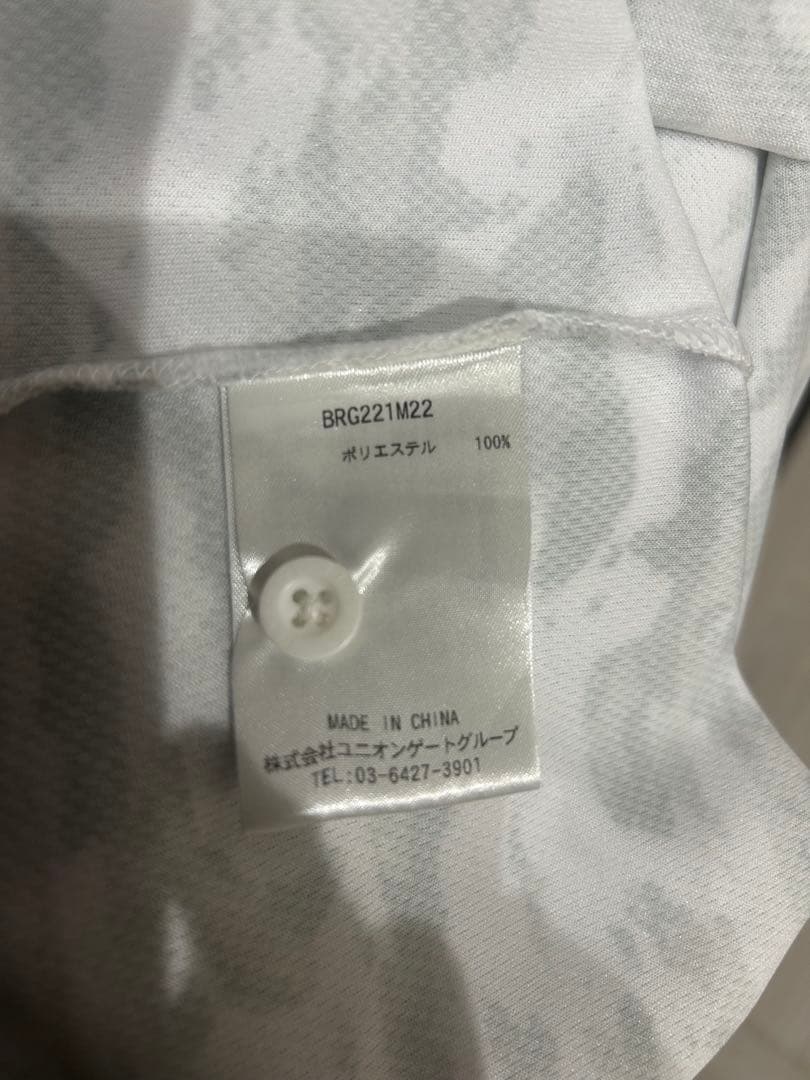 BRG221M22
ポリエステル 100%
MADE IN CHINA
株式会社ユニオンゲートグループ
TEL:03-6427-3901